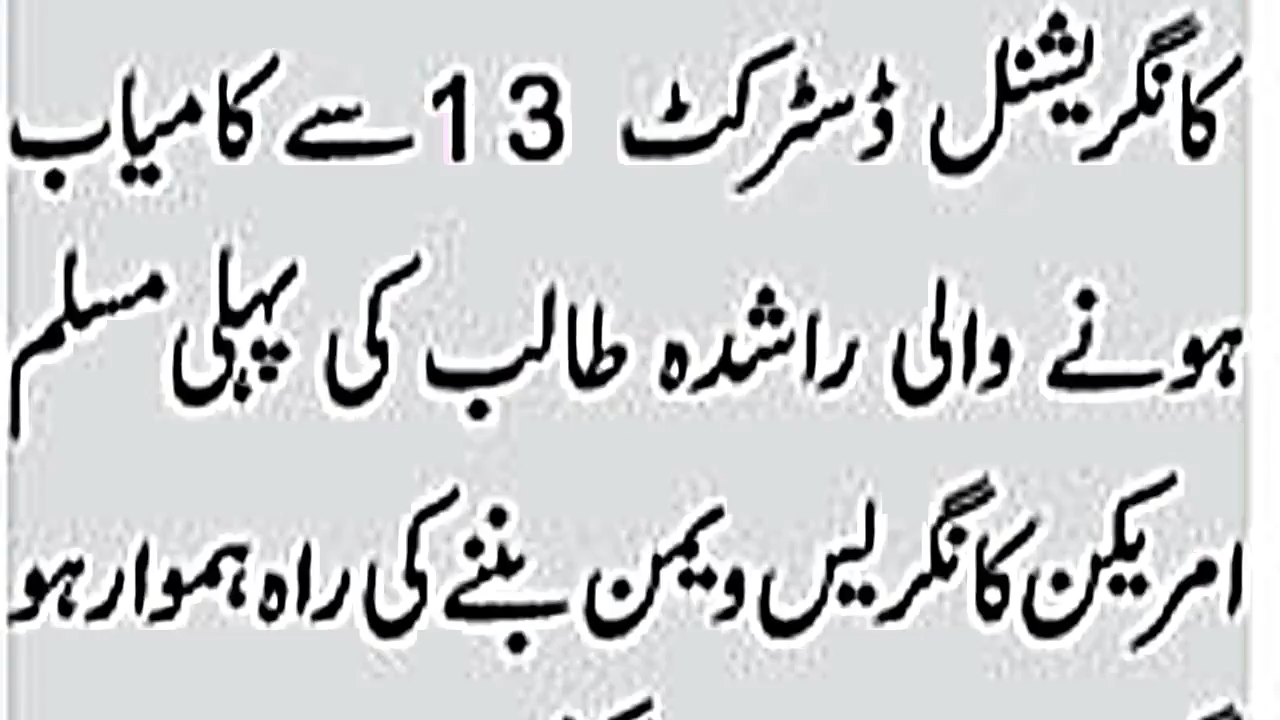 کانگریشنل ڈسٹرکٹ 13 سے کامیاب
ہونے والی راشدہ طالب کی پہلی مسلم
امریکن کانگریس ویمن بننے کی راہ ہموار ہو